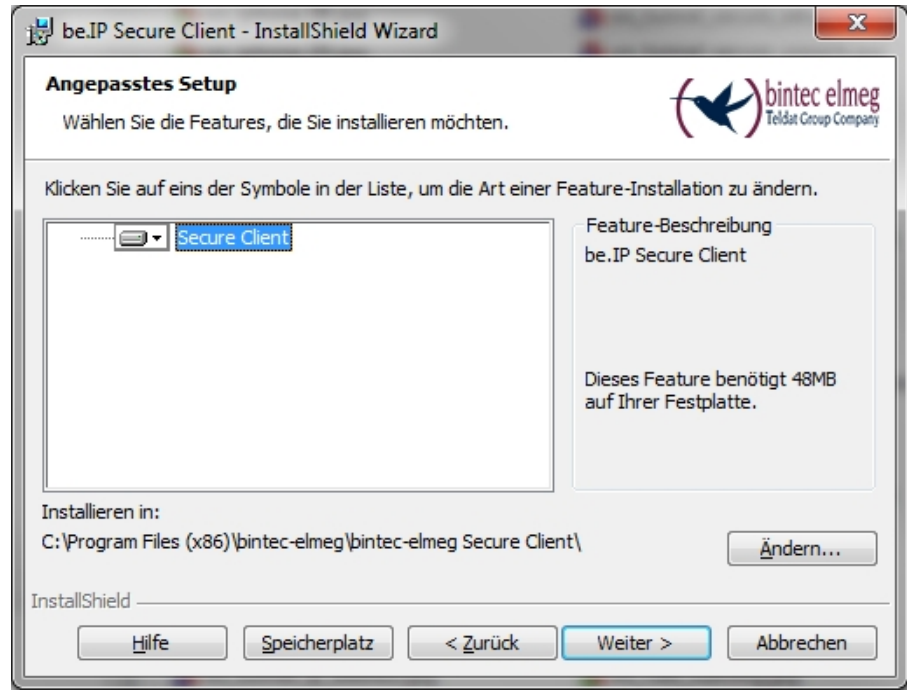 be.IP Secure Client - InstallShield Wizard
Angepasstes Setup
Wählen Sie die Features, die Sie installieren möchten.
bintec elmeg
Teldat Group Company
Klicken Sie auf eins der Symbole in der Liste, um die Art einer Feature-Installation zu ändern.
Secure Client
Feature-Beschreibung
be.IP Secure Client
Dieses Feature benötigt 48MB
auf Ihrer Festplatte.
Installieren in:
C:\Program Files (x86)\bintec-elmeg\bintec-elmeg Secure Client\
Ändern...
InstallShield
Hilfe
Speicherplatz
< Zurück
Weiter >
Abbrechen